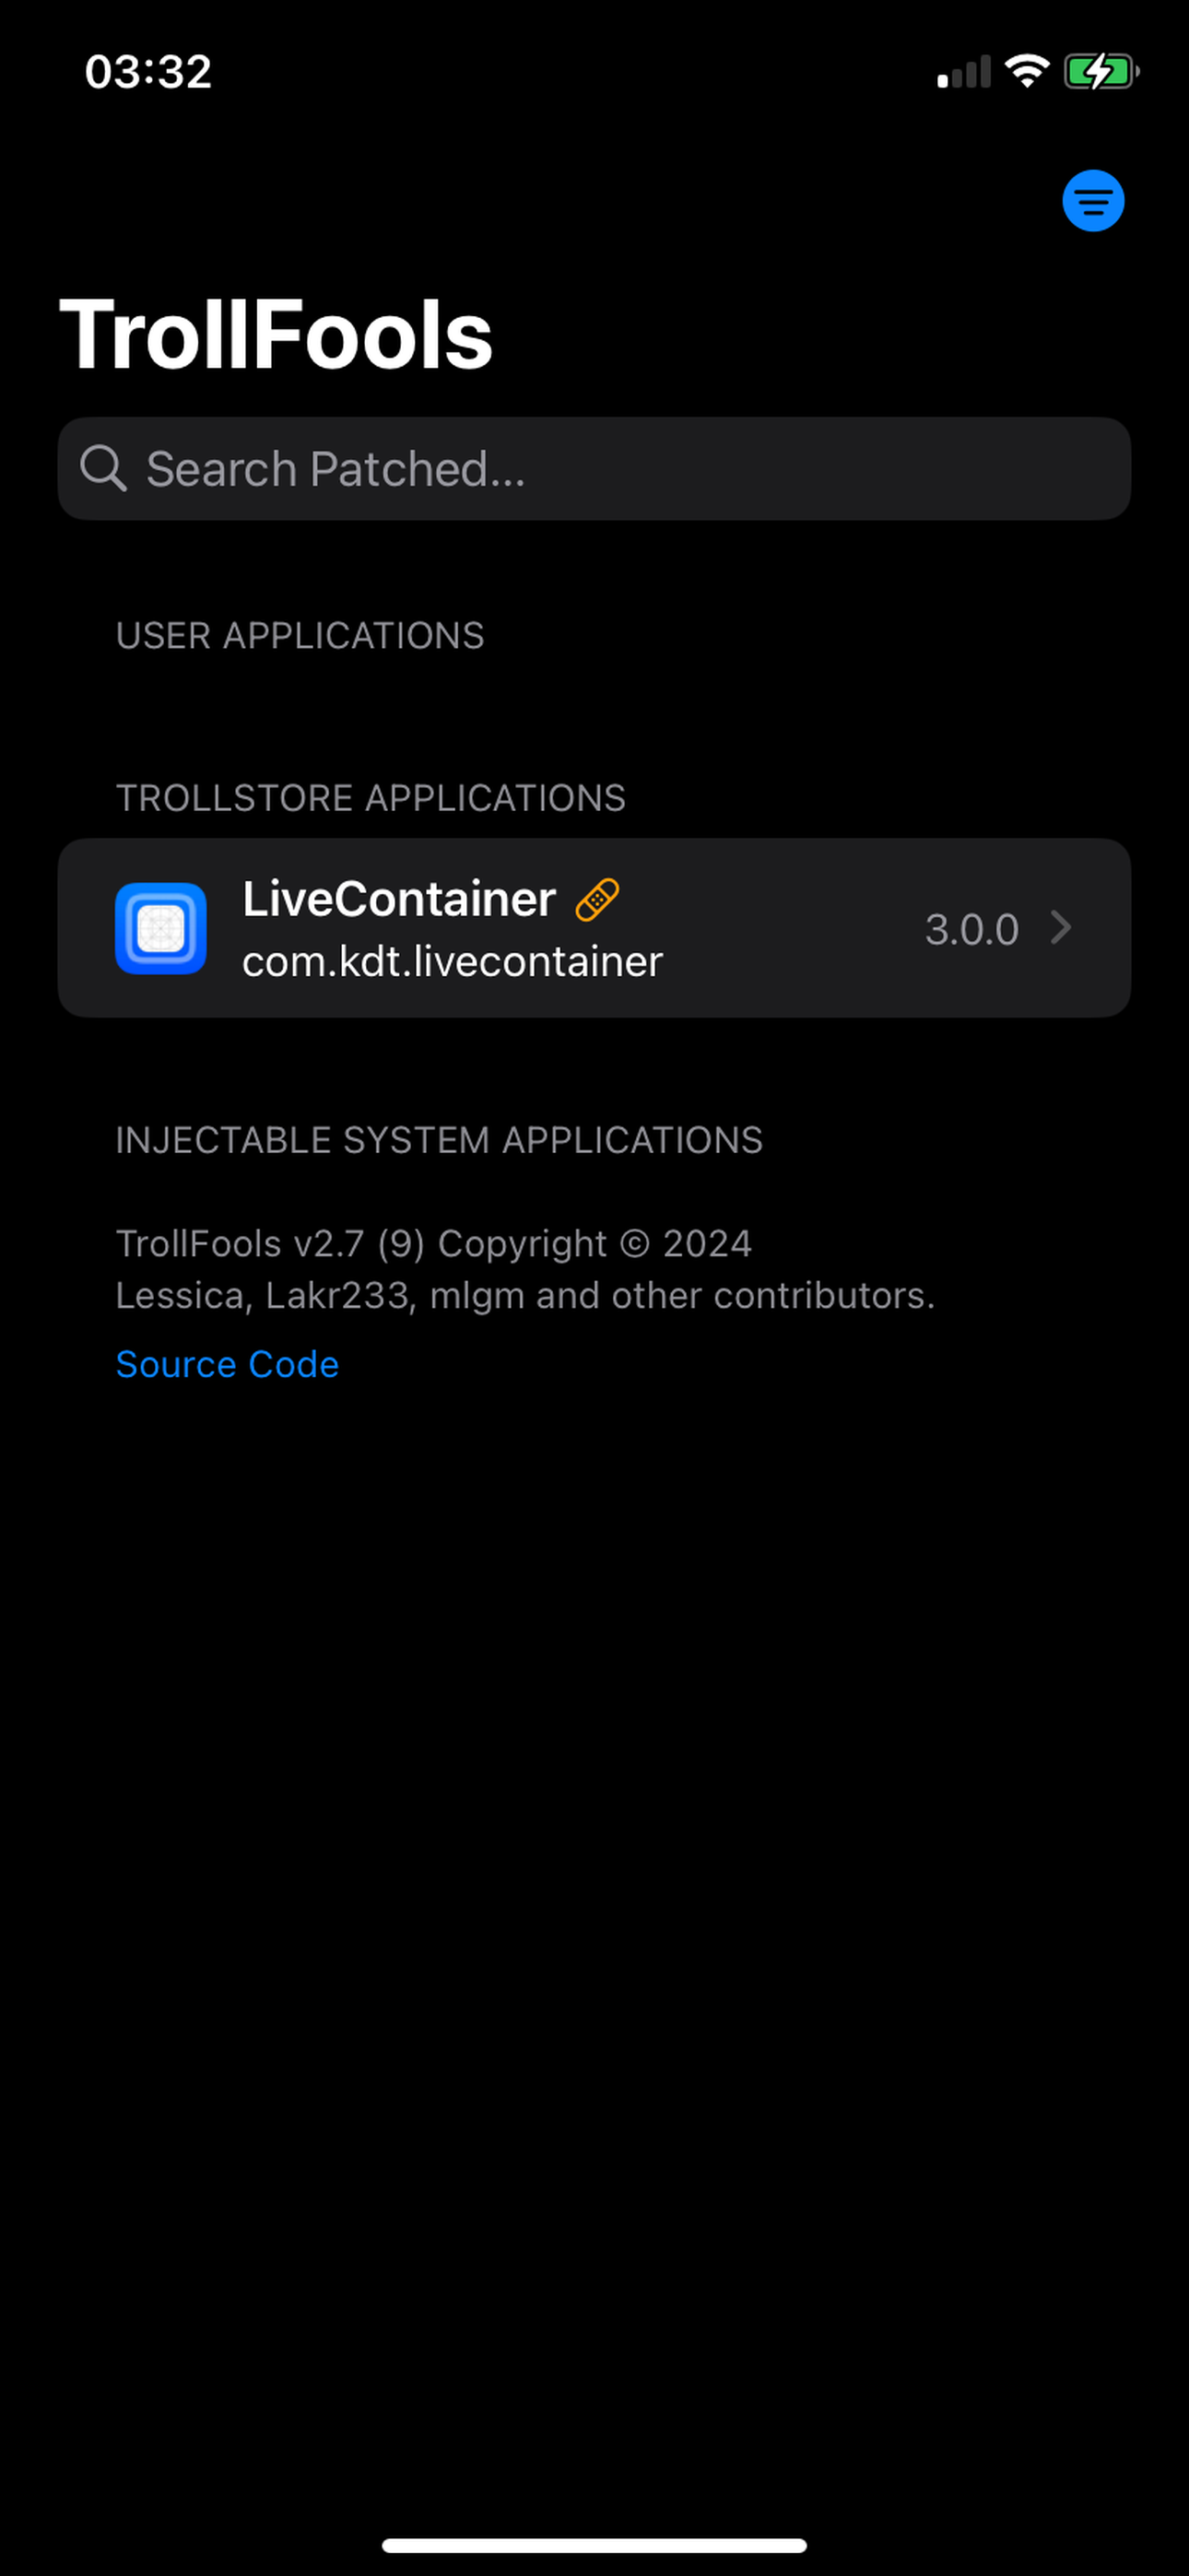 03:32
TrollFools
Search Patched...
USER APPLICATIONS
TROLLSTORE APPLICATIONS
LiveContainer
com.kdt.livecontainer
3.0.0
INJECTABLE SYSTEM APPLICATIONS
TrollFools v2.7 (9) Copyright © 2024
Lessica, Lakr233, mlgm and other contributors.
Source Code